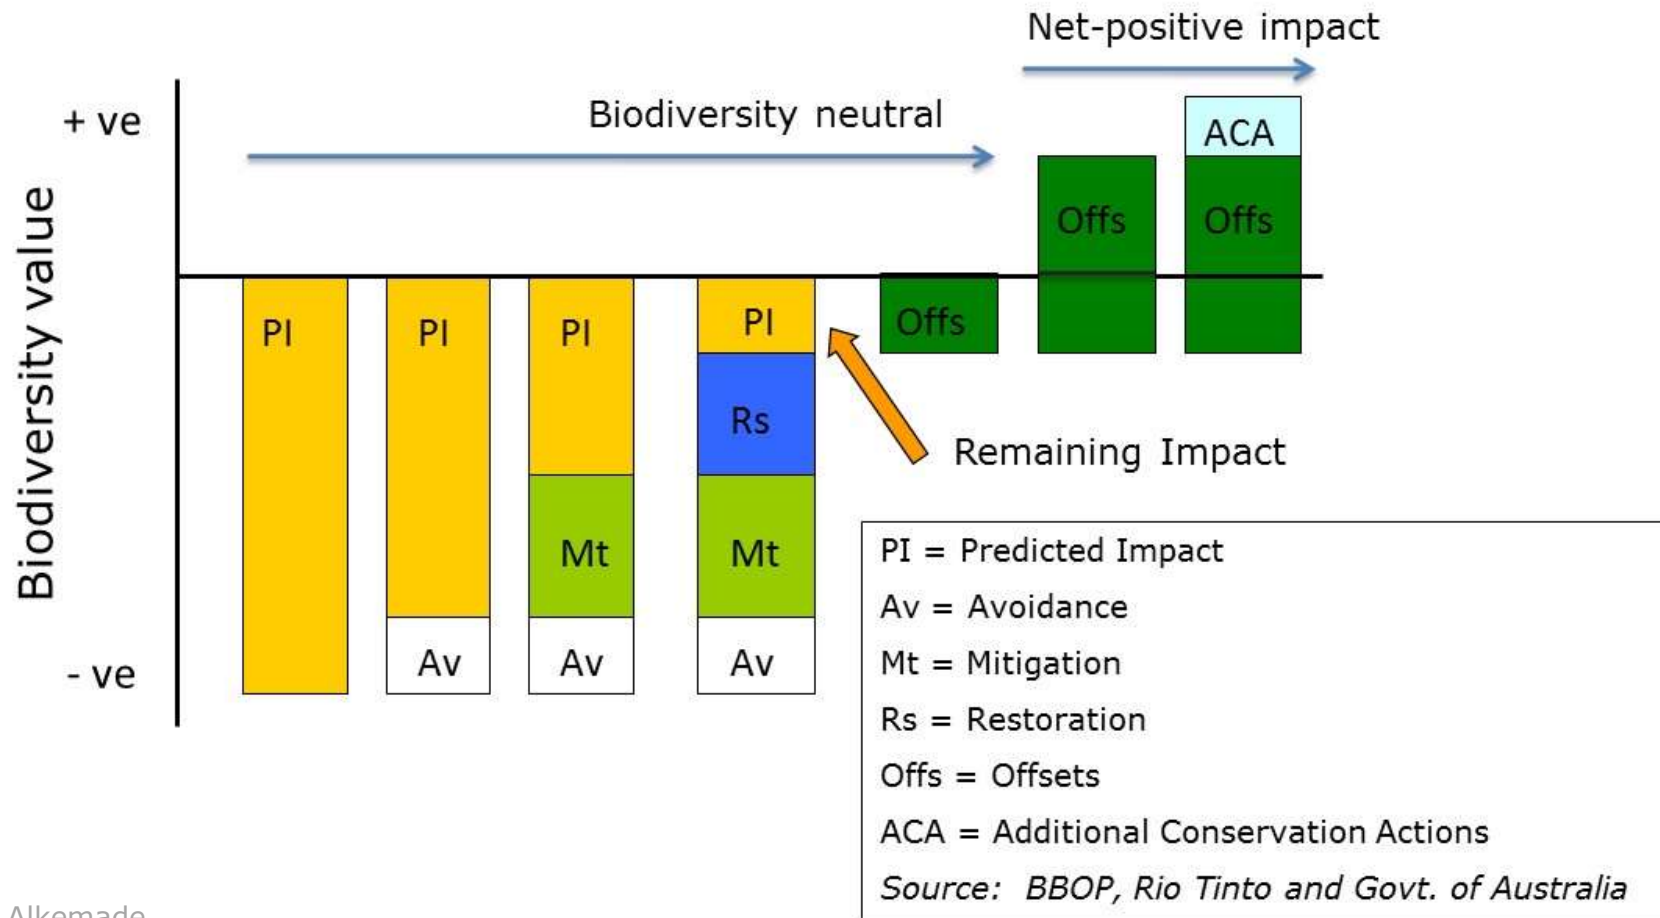 Net-positive impact
Biodiversity neutral
+ ve
Biodiversity value
- ve
ACA
Offs
Offs
PI
PI
PI
PI
Offs
Rs
Remaining Impact
Mt
Mt
Av
Av
Av
PI = Predicted Impact
Av = Avoidance
Mt = Mitigation
Rs = Restoration
Offs = Offsets
ACA = Additional Conservation Actions
Source: BBOP, Rio Tinto and Govt. of Australia
Alkemade